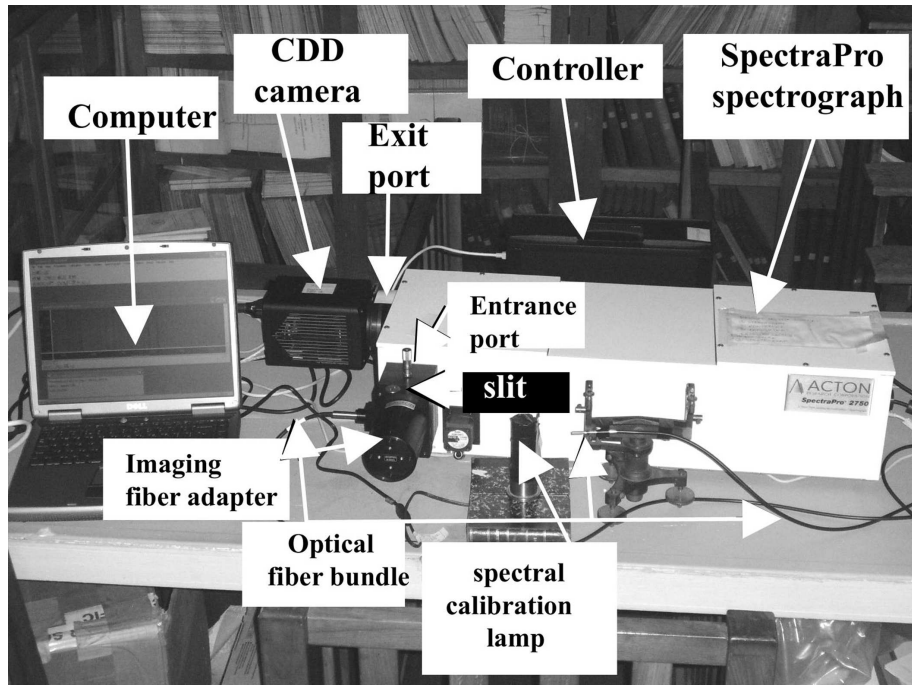 CDD
camera
Controller
SpectraPro
spectrograph
Computer
Exit
port
Entrance
port
slit
ACTON
SpectraPro 2750
DELL
Imaging
fiber adapter
Optical
fiber bundle
spectral
calibration
lamp